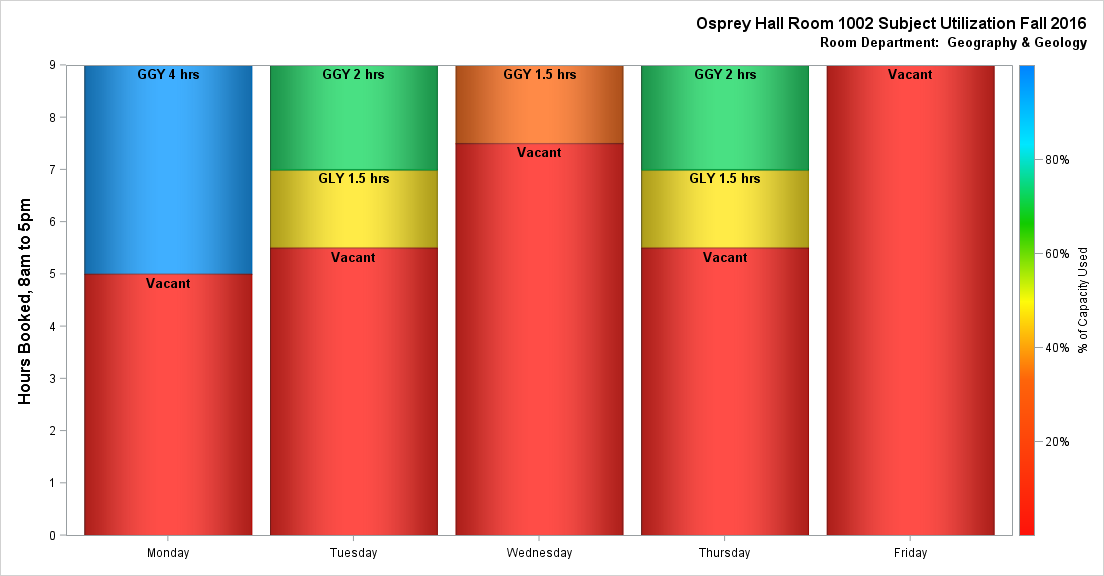 Osprey Hall Room 1002 Subject Utilization Fall 2016
Room Department:  Geography & Geology
Hours Booked, 8am to 5pm
9
8
7
6
5
4
3
2
1
0
GGY 4 hrs
Vacant
GGY 2 hrs
GLY 1.5 hrs
Vacant
GGY 1.5 hrs
Vacant
GGY 2 hrs
GLY 1.5 hrs
Vacant
Vacant
Monday
Tuesday
Wednesday
Thursday
Friday
80%
60%
40%
20%
% of Capacity Used